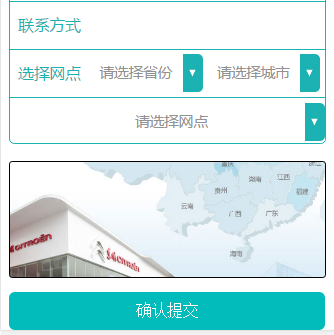 联系方式
选择网点 请选择省份 ▼ 请选择城市 ▼
请选择网点 ▼
重庆 湖南 江西
贵州 福建
云南 广西 广东
海南
确认提交